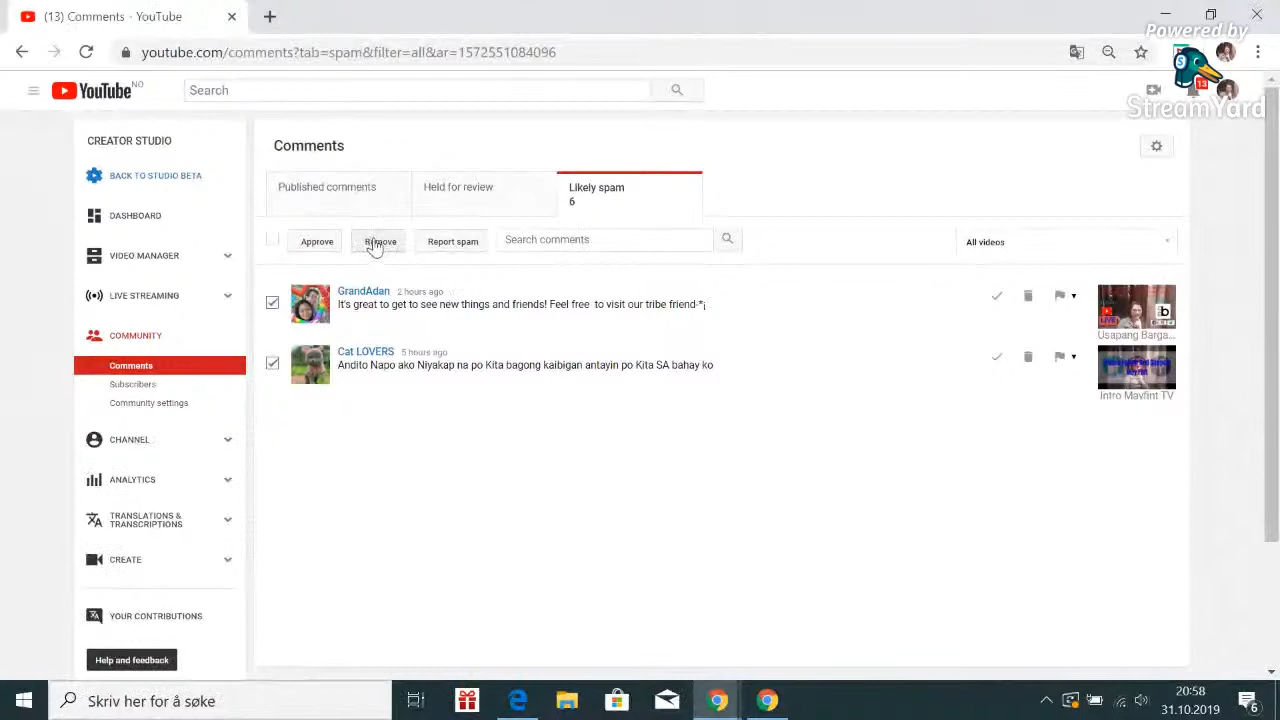 (13) Comments - YouTube
youtube.com/comments?tab=spam&filter=all&ar=1572551084096
Powered by
StreamYard
YouTube NO
Search
13
CREATOR STUDIO
BACK TO STUDIO BETA
DASHBOARD
VIDEO MANAGER
LIVE STREAMING
COMMUNITY
Comments
Subscribers
Community settings
CHANNEL
ANALYTICS
TRANSLATIONS &
TRANSCRIPTIONS
CREATE
YOUR CONTRIBUTIONS
Help and feedback
Comments
Published comments
Held for review
Likely spam
6
Approve
Remove
Report spam
Search comments
All videos
GrandAdan 2 hours ago
It's great to get to see new things and friends! Feel free to visit our tribe friend-*¡
Usapang Barga...
Cat LOVERS 5 hours ago
Andito Napo ako Niyakap na po Kita bagong kaibigan antayin po Kita SA bahay ko
Intro Mayfint TV
Skriv her for å søke
20:58
31.10.2019
6